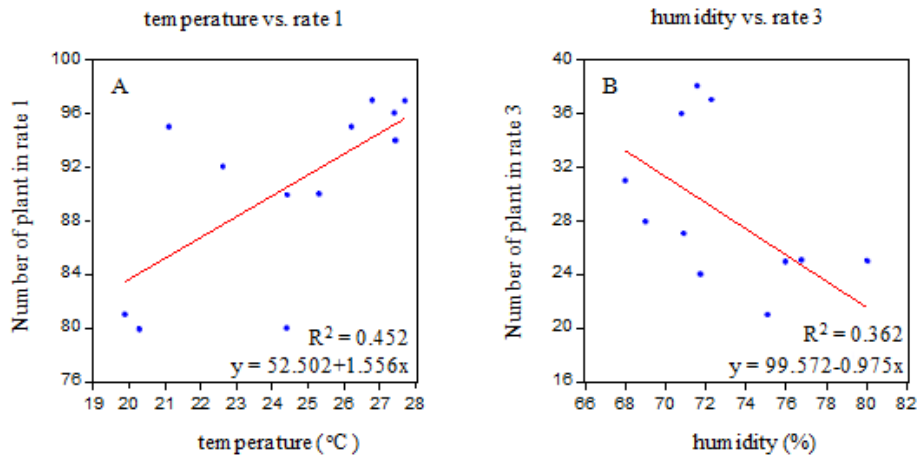 temperature vs. rate 1
A
Number of plant in rate 1
100
96
92
88
84
80
76
R² = 0.452
y = 52.502+1.556x
19 20 21 22 23 24 25 26 27 28
temperature (°C)
humidity vs. rate 3
B
Number of plant in rate 3
40
36
32
28
24
20
16
R² = 0.362
y = 99.572-0.975x
66 68 70 72 74 76 78 80 82
humidity (%)